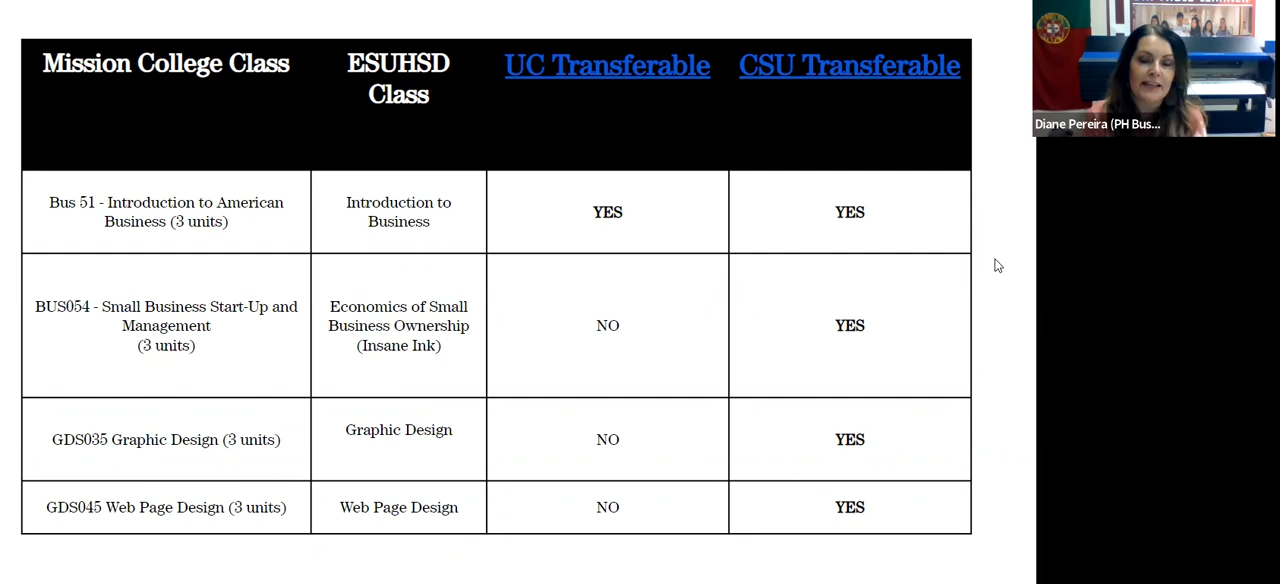 Mission College Class
ESUHSD
Class
UC Transferable
CSU Transferable
Bus 51 - Introduction to American
Business (3 units)
Introduction to
Business
YES
YES
BUS054 - Small Business Start-Up and
Management
(3 units)
Economics of Small
Business Ownership
(Insane Ink)
NO
YES
GDS035 Graphic Design (3 units)
Graphic Design
NO
YES
GDS045 Web Page Design (3 units)
Web Page Design
NO
YES
Diane Pereira (PH Bus...